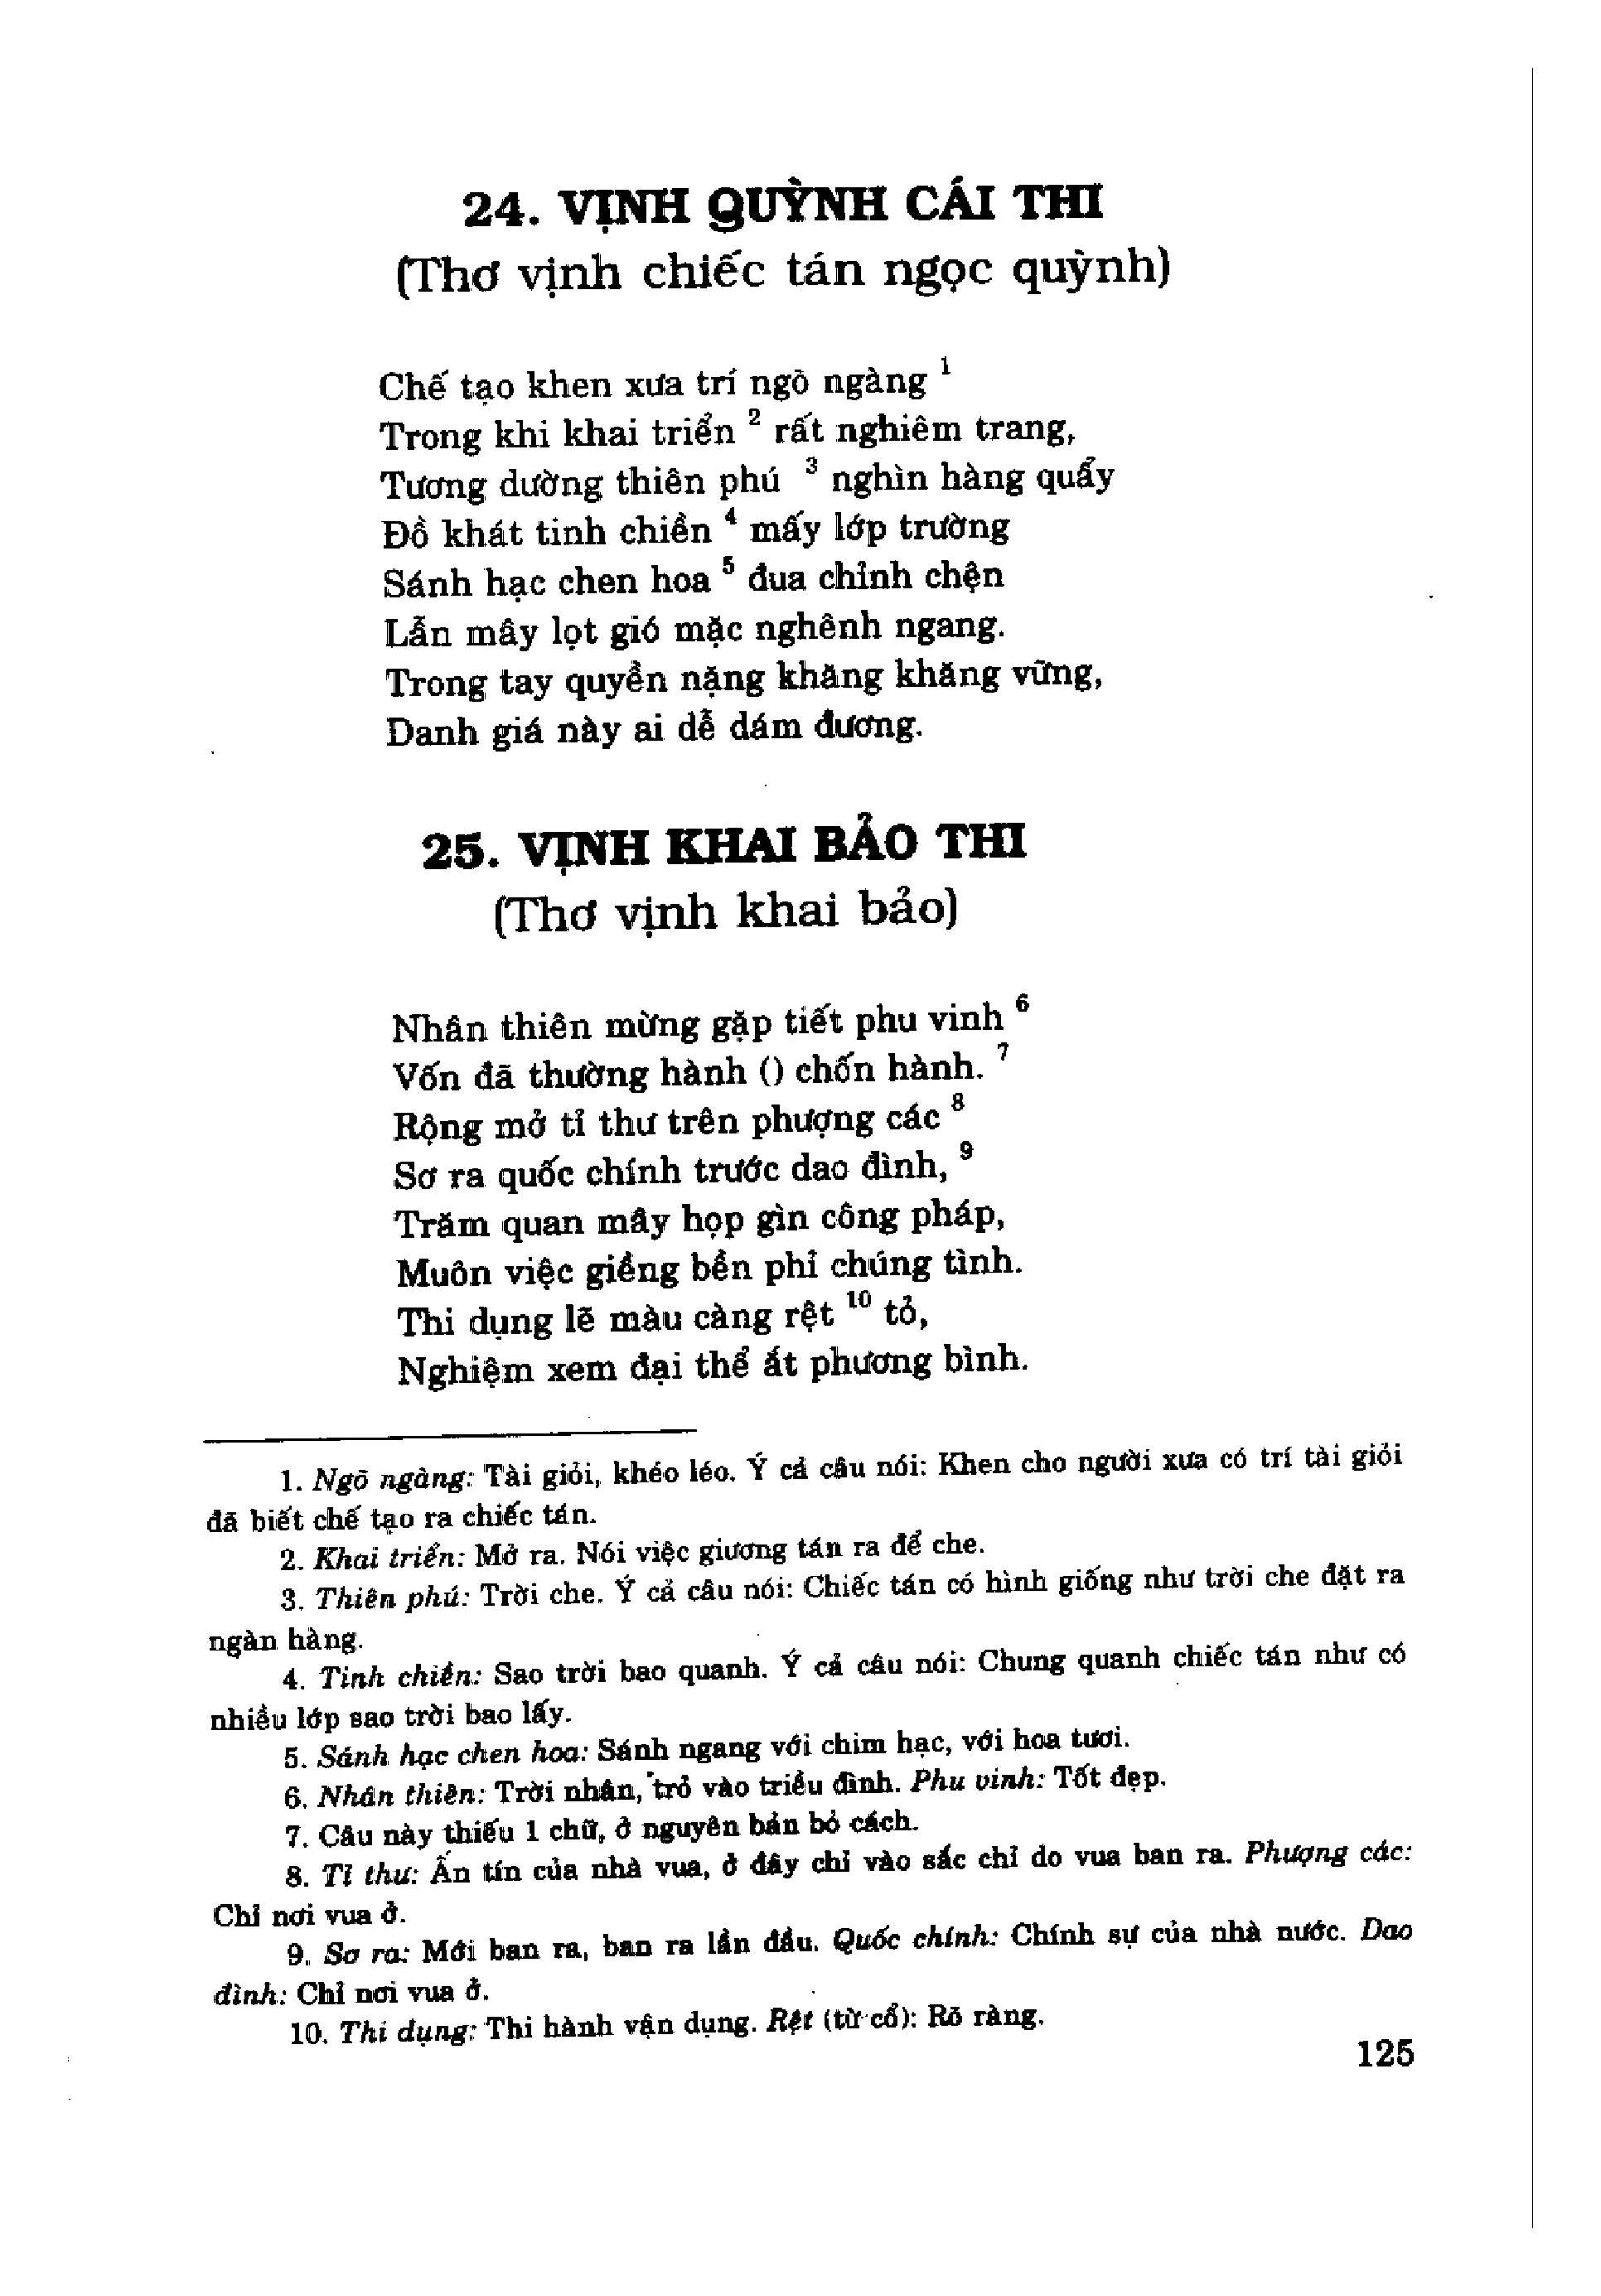 24. VỊNH QUỲNH CÁI THI
(Thơ vịnh chiếc tán ngọc quỳnh)
Chế tạo khen xưa trí ngõ ngàng ¹
Trong khi khai triển ² rất nghiêm trang,
Tương dường thiên phú ³ nghìn hàng quẩy
Đồ khát tinh chiền ⁴ mấy lớp trường
Sánh hạc chen hoa ⁵ đua chỉnh chện
Lẫn mây lọt gió mặc nghênh ngang.
Trong tay quyền nặng khăng khăng vững,
Danh giá này ai dễ dám đương.
25. VỊNH KHAI BẢO THI
(Thơ vịnh khai bảo)
Nhân thiên mừng gặp tiết phu vinh ⁶
Vốn đã thường hành () chốn hành. ⁷
Rộng mở tỉ thư trên phượng các ⁸
Sơ ra quốc chính trước dao đình, ⁹
Trăm quan mây họp gìn công pháp,
Muôn việc giềng bền phỉ chúng tình.
Thi dụng lẽ màu càng rệt ¹⁰ tỏ,
Nghiệm xem đại thể ắt phương bình.
1. Ngõ ngàng: Tài giỏi, khéo léo. Ý cả câu nói: Khen cho người xưa có trí tài giỏi
đã biết chế tạo ra chiếc tán.
2. Khai triển: Mở ra. Nói việc giương tán ra để che.
3. Thiên phú: Trời che. Ý cả câu nói: Chiếc tán có hình giống như trời che đặt ra
ngàn hàng.
4. Tinh chiền: Sao trời bao quanh. Ý cả câu nói: Chung quanh chiếc tán như có
nhiều lớp sao trời bao lấy.
5. Sánh hạc chen hoa: Sánh ngang với chim hạc, với hoa tươi.
6. Nhân thiên: Trời nhân, trỏ vào triều đình. Phu vinh: Tốt đẹp.
7. Câu này thiếu 1 chữ, ở nguyên bản bỏ cách.
8. Tỉ thư: Ấn tín của nhà vua, ở đây chỉ vào sắc chỉ do vua ban ra. Phượng các:
Chỉ nơi vua ở.
9. Sơ ra: Mới ban ra, ban ra lần đầu. Quốc chính: Chính sự của nhà nước. Dao
đình: Chỉ nơi vua ở.
10. Thi dụng: Thi hành vận dụng. Rệt (từ cổ): Rõ ràng.
125